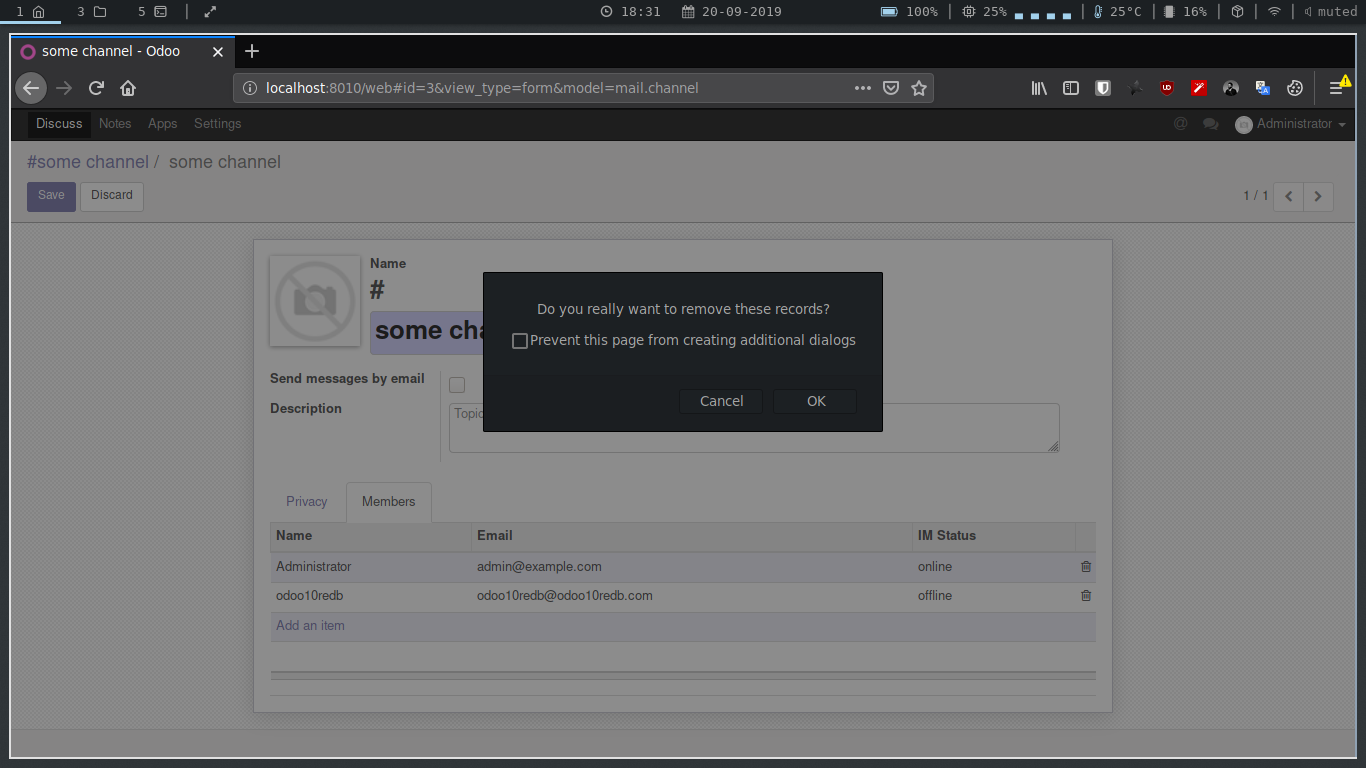 1 3 5 18:31 20-09-2019 100% 25% 25°C 16% muted
some channel - Odoo
localhost:8010/web#id=3&view_type=form&model=mail.channel
Discuss Notes Apps Settings @ Administrator
#some channel / some channel
Save Discard 1 / 1
Name
#
some cha
Do you really want to remove these records?
Prevent this page from creating additional dialogs
Cancel OK
Send messages by email
Description Topic
Privacy Members
Name Email IM Status
Administrator admin@example.com online
odoo10redb odoo10redb@odoo10redb.com offline
Add an item